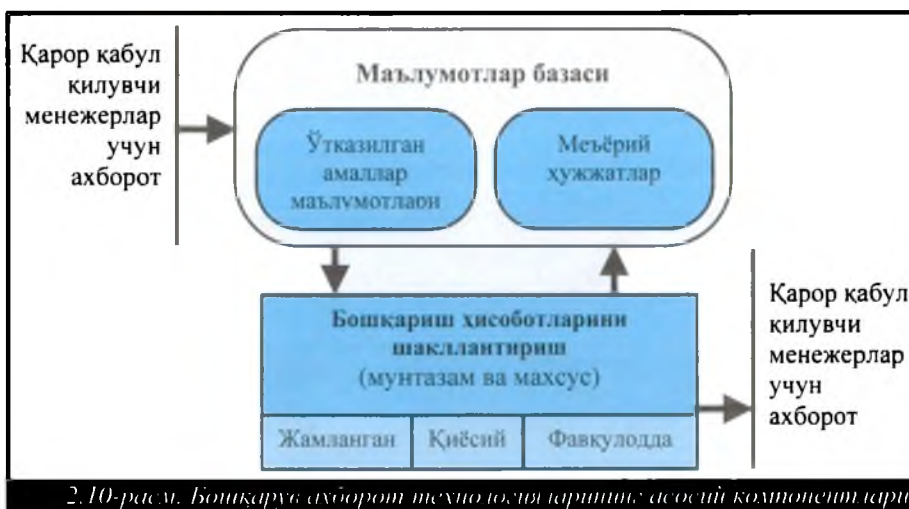 Қарор қабул
қилувчи
менежерлар
учун
ахборот
Маълумотлар базаси
Ўтказилган
амаллар
маълумотлари
Меъёрий
ҳужжатлар
Бошқариш ҳисоботларини
шакллантириш
(мунтазам ва махсус)
Жамланган
Қиёсий
Фавқулодда
Қарор қабул
қилувчи
менежерлар
учун
ахборот
2.10-расм. Бошқарув ахборот технологияларининг асосий компонентлари